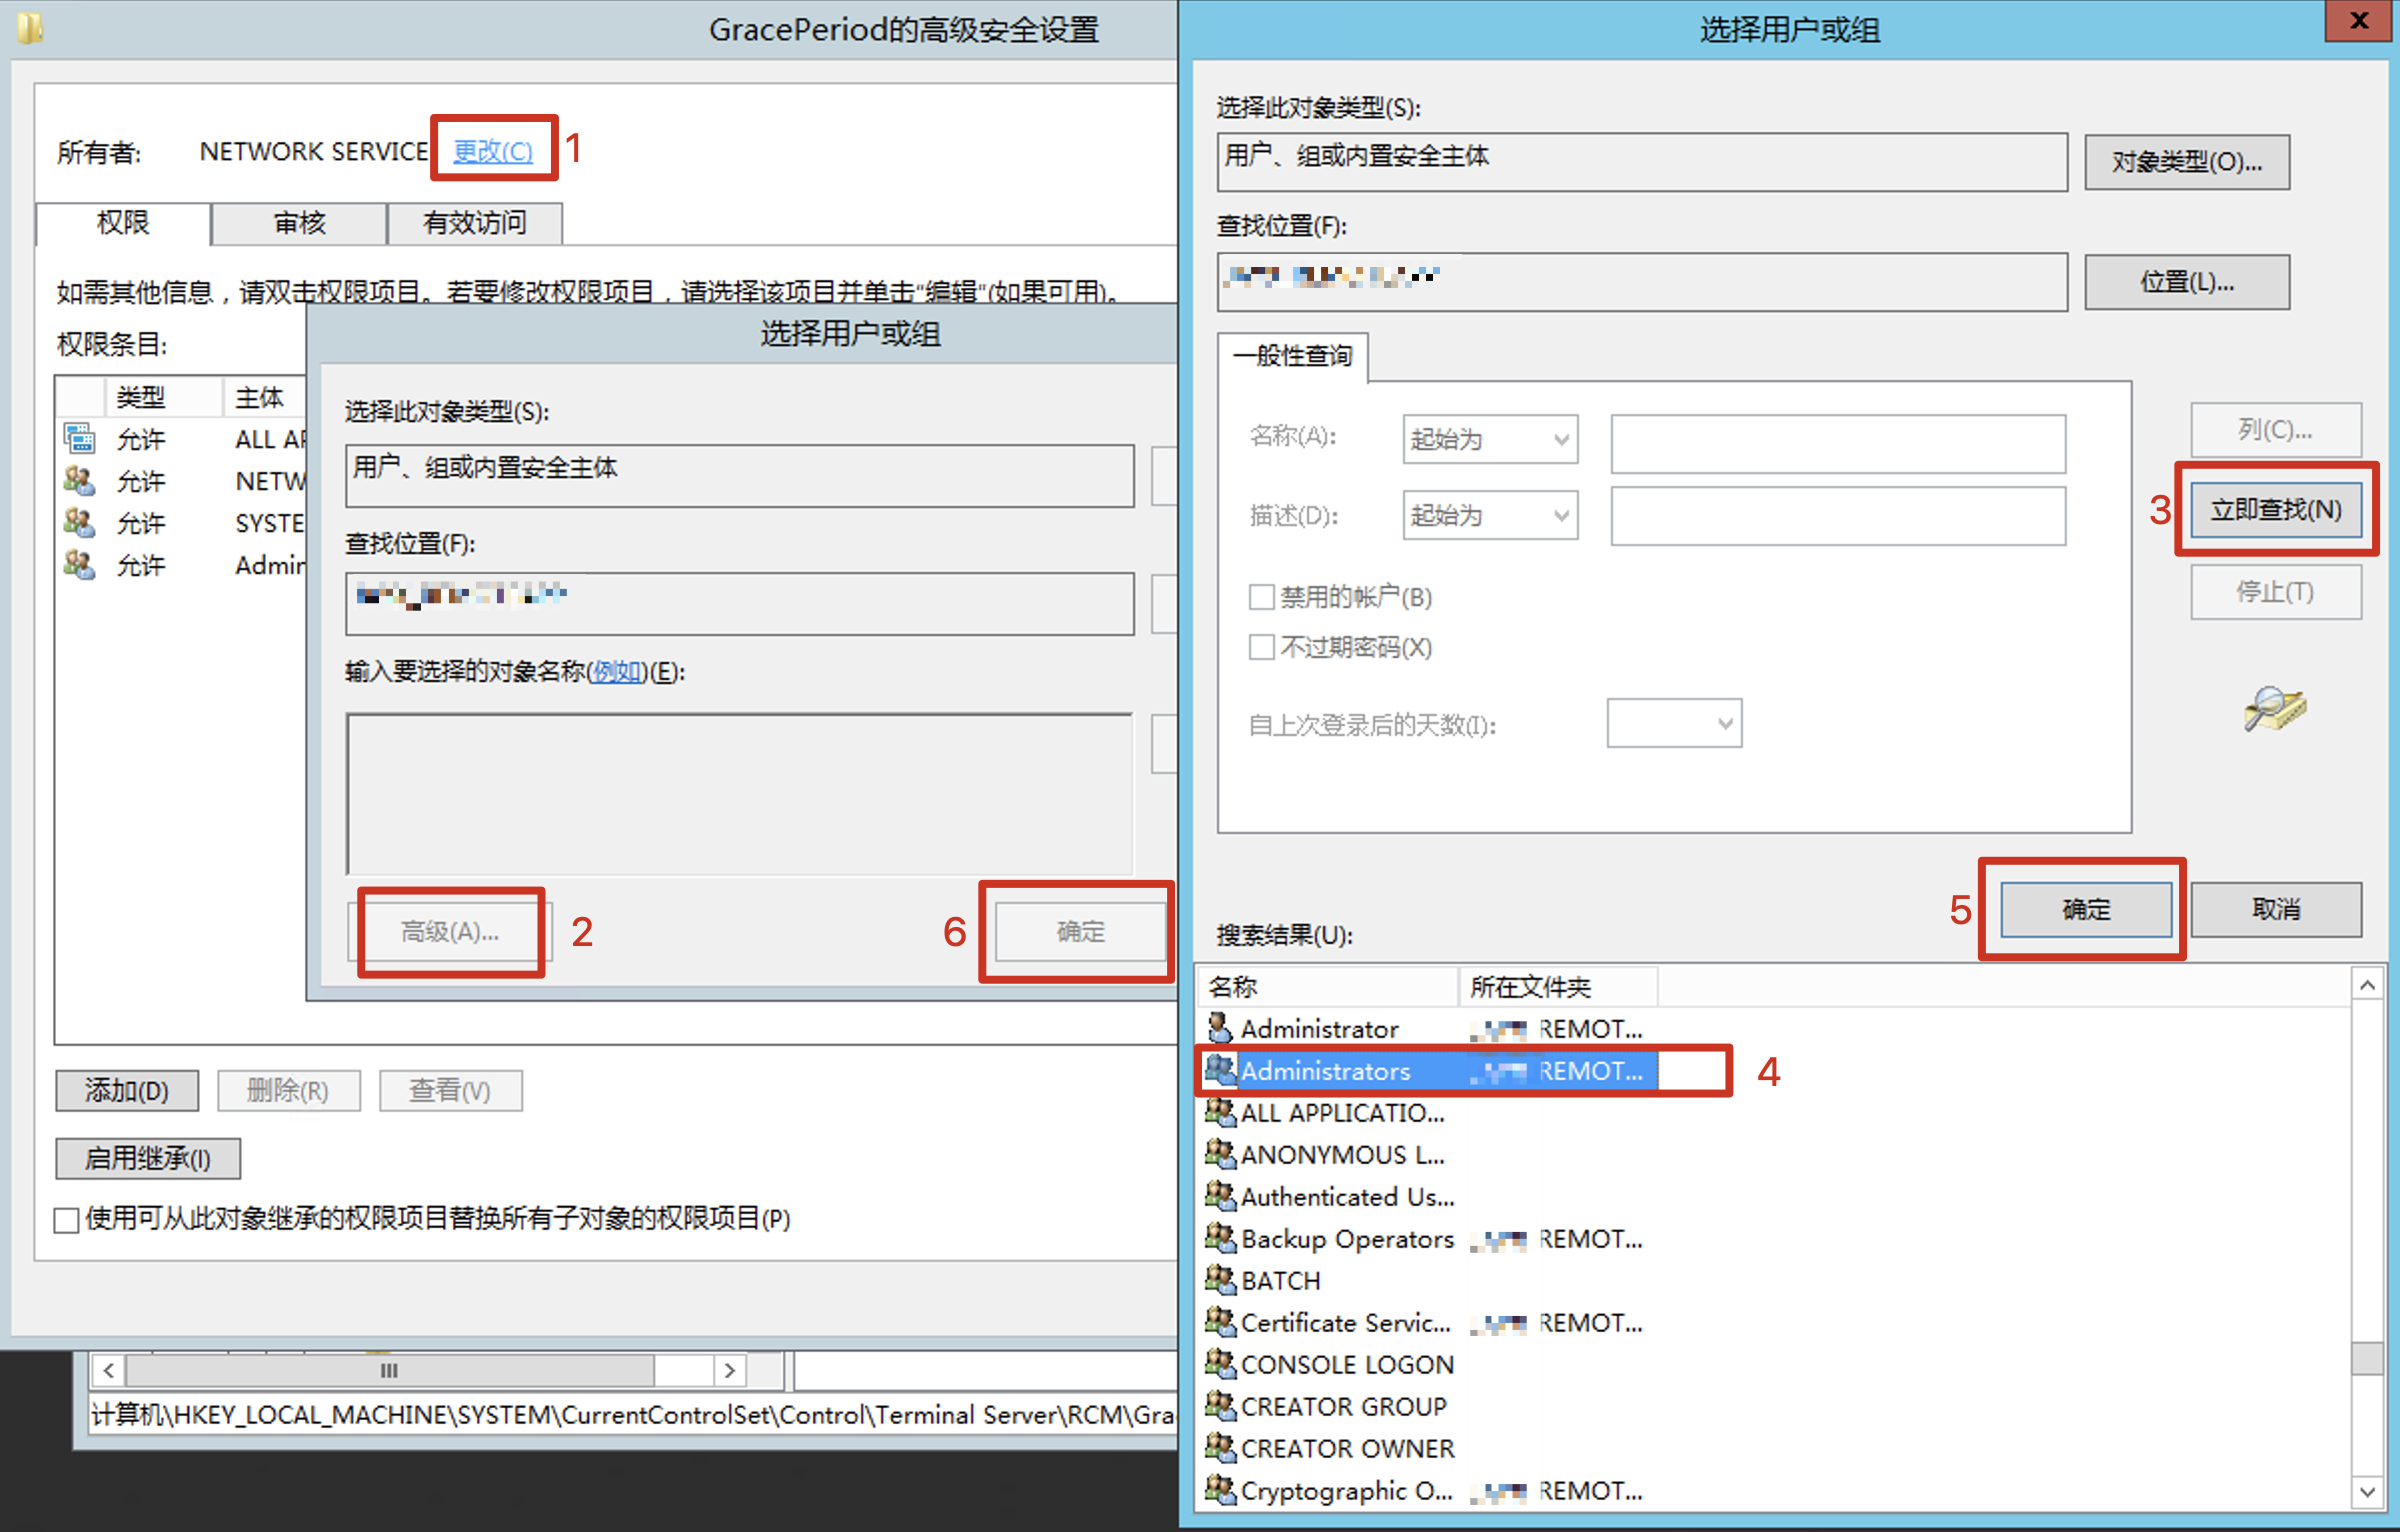 GracePeriod的高级安全设置
所有者: NETWORK SERVICE 更改(C) 1
权限 审核 有效访问
如需其他信息，请双击权限项目。若要修改权限项目，请选择该项目并单击“编辑”(如果可用)。
权限条目:
类型 主体
允许 ALL AP
允许 NETW
允许 SYSTE
允许 Admin
选择用户或组
选择此对象类型(S):
用户、组或内置安全主体
查找位置(F):
输入要选择的对象名称(例如)(E):
高级(A)... 2
6 确定
添加(D) 删除(R) 查看(V)
启用继承(I)
使用可从此对象继承的权限项目替换所有子对象的权限项目(P)
计算机\HKEY_LOCAL_MACHINE\SYSTEM\CurrentControlSet\Control\Terminal Server\RCM\Grac
选择用户或组
x
选择此对象类型(S):
用户、组或内置安全主体 对象类型(O)...
查找位置(F):
位置(L)...
一般性查询
名称(A): 起始为
描述(D): 起始为
禁用的帐户(B)
不过期密码(X)
自上次登录后的天数(I):
列(C)...
3 立即查找(N)
停止(T)
5 确定 取消
搜索结果(U):
名称 所在文件夹
Administrator REMOT...
Administrators REMOT... 4
ALL APPLICATIO...
ANONYMOUS L...
Authenticated Us...
Backup Operators REMOT...
BATCH
Certificate Servic... REMOT...
CONSOLE LOGON
CREATOR GROUP
CREATOR OWNER
Cryptographic O... REMOT...